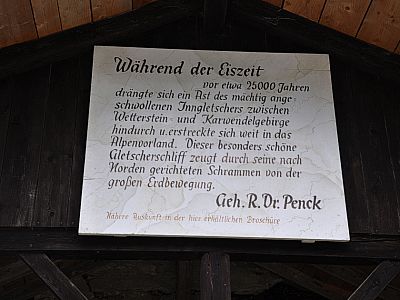 Während der Eiszeit
vor etwa 25000 Jahren
drängte sich ein Ast des mächtig ange-
schwollenen Inngletschers zwischen
Wetterstein- und Karwendelgebirge
hindurch u. erstreckte sich weit in das
Alpenvorland. Dieser besonders schöne
Gletscherschliff zeugt durch seine nach
Norden gerichteten Schrammen von der
großen Erdbewegung.
Geh. R. Dr. Penck
Nähere Auskunft in der hier erhältlichen Broschüre